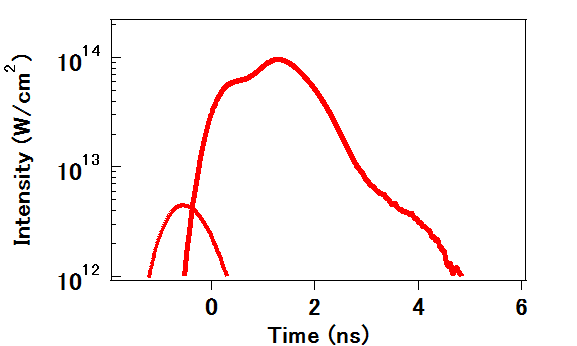 10^14
10^13
10^12
Intensity (W/cm^2)
0 2 4 6
Time (ns)